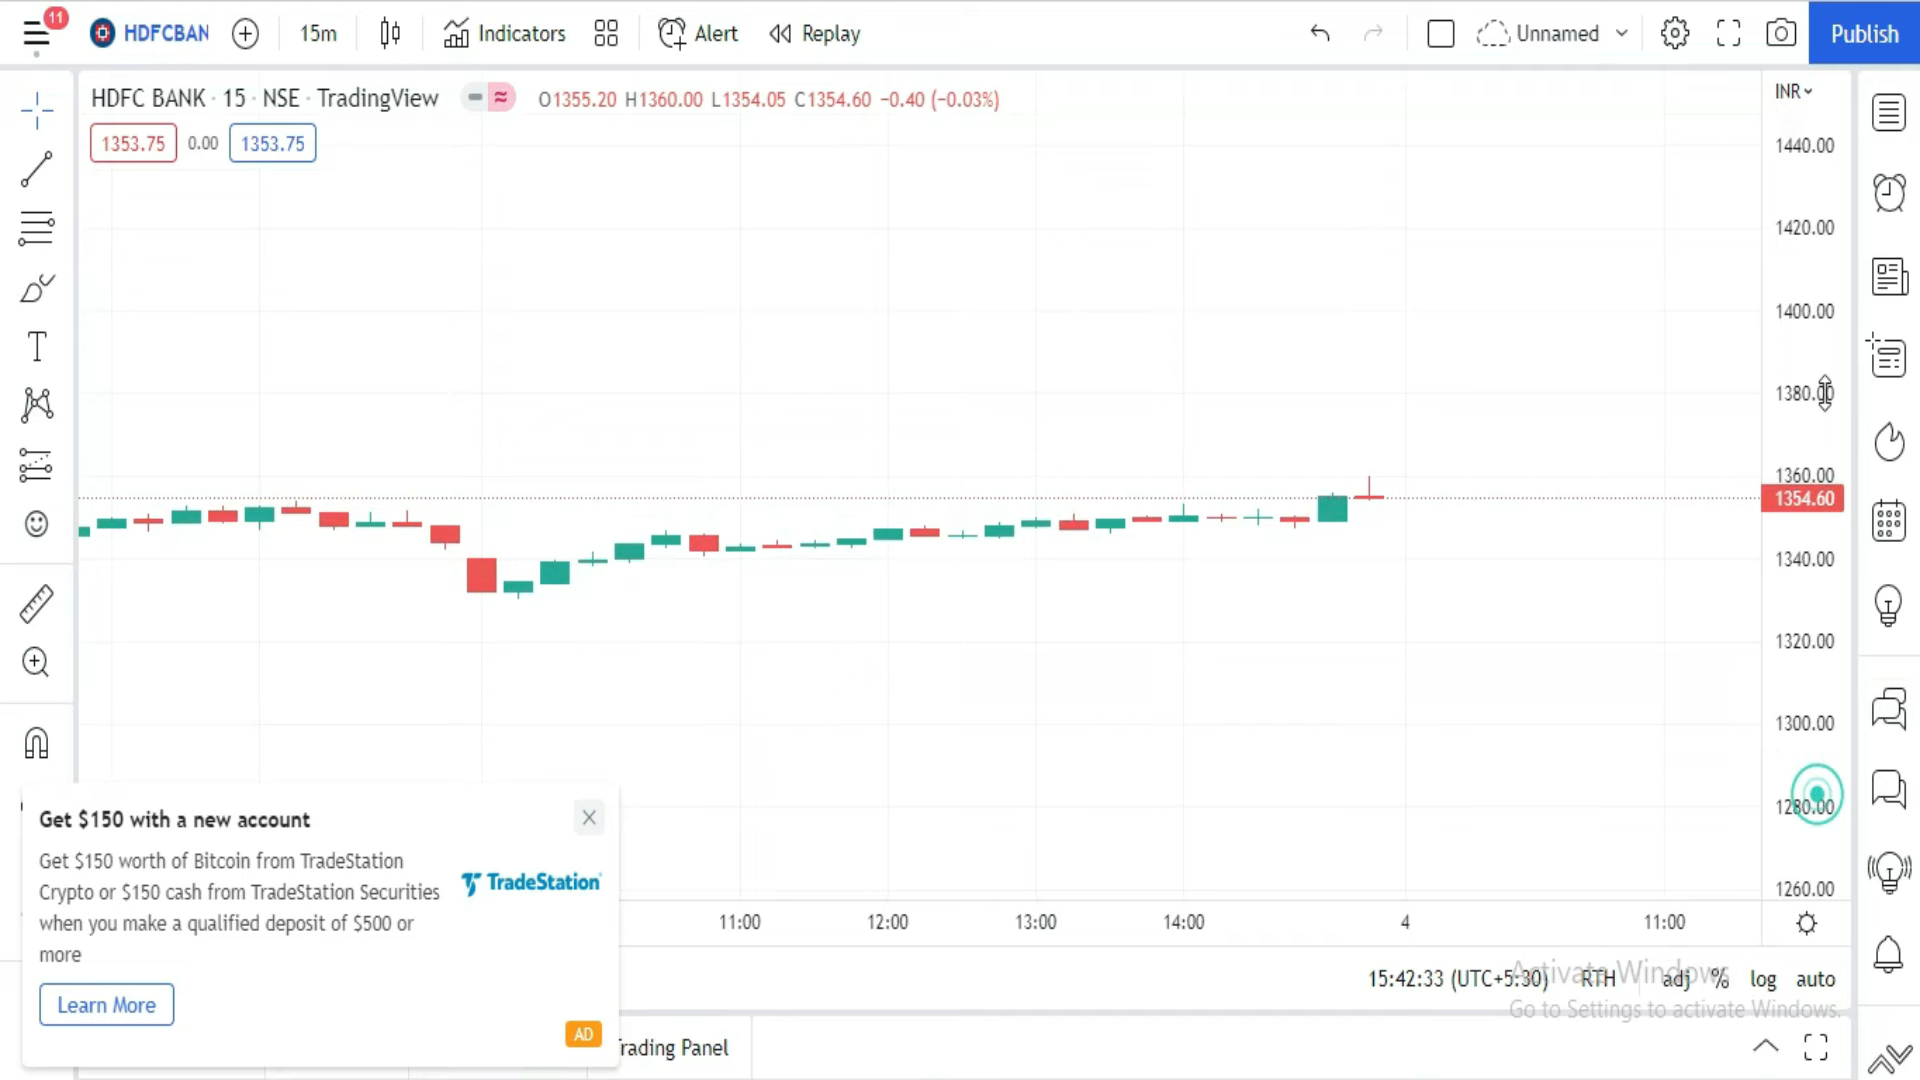 11
HDFCBAN
15m
Indicators
Alert
Replay
Unnamed
Publish
HDFC BANK · 15 · NSE · TradingView
O1355.20 H1360.00 L1354.05 C1354.60 −0.40 (−0.03%)
INR
1353.75
0.00
1353.75
1440.00
1420.00
1400.00
1380.00
1360.00
1354.60
1340.00
1320.00
1300.00
1280.00
1260.00
Get $150 with a new account
Get $150 worth of Bitcoin from TradeStation
Crypto or $150 cash from TradeStation Securities
when you make a qualified deposit of $500 or
more
TradeStation
Learn More
AD
11:00
12:00
13:00
14:00
4
11:00
15:42:33 (UTC+5:30)
RTH
adj
%
log
auto
Activate Windows
Go to Settings to activate Windows.
Trading Panel